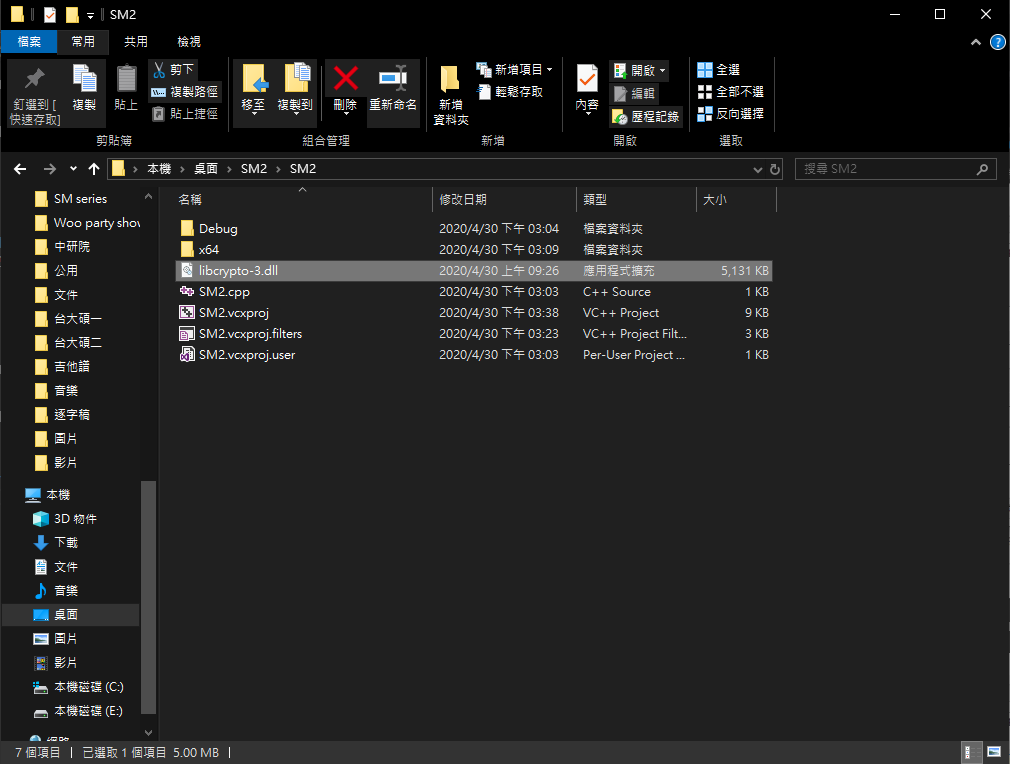 SM2
檔案 常用 共用 檢視
釘選到 [快速存取]
複製
貼上
剪下
複製路徑
貼上捷徑
剪貼簿
移至
複製到
刪除
重新命名
組合管理
新增資料夾
新增項目
輕鬆存取
新增
內容
開啟
編輯
歷程記錄
開啟
全選
全部不選
反向選擇
選取
本機 › 桌面 › SM2 › SM2
搜尋 SM2
SM series
Woo party show
中研院
公用
文件
台大碩一
台大碩二
吉他譜
音樂
逐字稿
圖片
影片
本機
3D 物件
下載
文件
音樂
桌面
圖片
影片
本機磁碟 (C:)
本機磁碟 (E:)
網路
名稱 修改日期 類型 大小
Debug 2020/4/30 下午 03:04 檔案資料夾
x64 2020/4/30 下午 03:09 檔案資料夾
libcrypto-3.dll 2020/4/30 上午 09:26 應用程式擴充 5,131 KB
SM2.cpp 2020/4/30 下午 03:03 C++ Source 1 KB
SM2.vcxproj 2020/4/30 下午 03:38 VC++ Project 9 KB
SM2.vcxproj.filters 2020/4/30 下午 03:23 VC++ Project Filt... 3 KB
SM2.vcxproj.user 2020/4/30 下午 03:03 Per-User Project ... 1 KB
7 個項目 已選取 1 個項目 5.00 MB